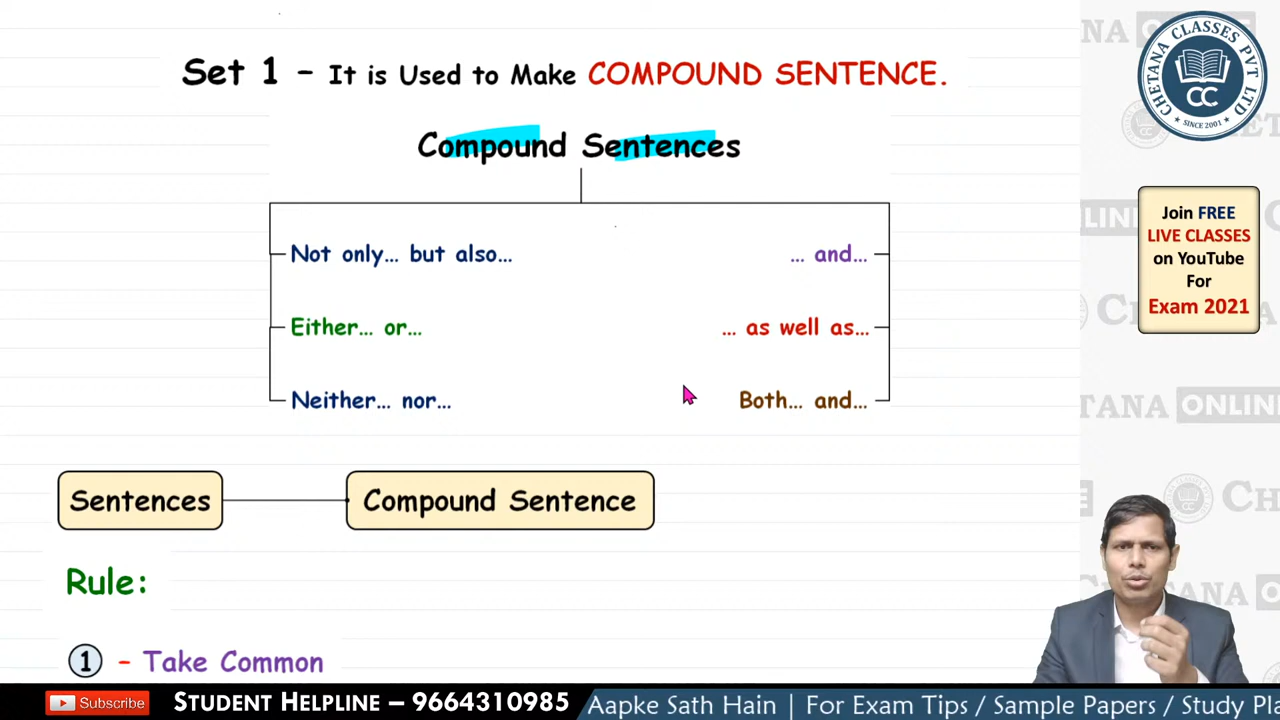 Set 1 – It is Used to Make COMPOUND SENTENCE.
Compound Sentences
Not only... but also...
... and...
Either... or...
... as well as...
Neither... nor...
Both... and...
Sentences
Compound Sentence
Rule:
1 - Take Common
CHETANA CLASSES PVT LTD
CC
SINCE 2001
Join FREE
LIVE CLASSES
on YouTube
For
Exam 2021
TANA ONLINE
Subscribe
STUDENT HELPLINE – 9664310985
Aapke Sath Hain | For Exam Tips / Sample Papers / Study Pla